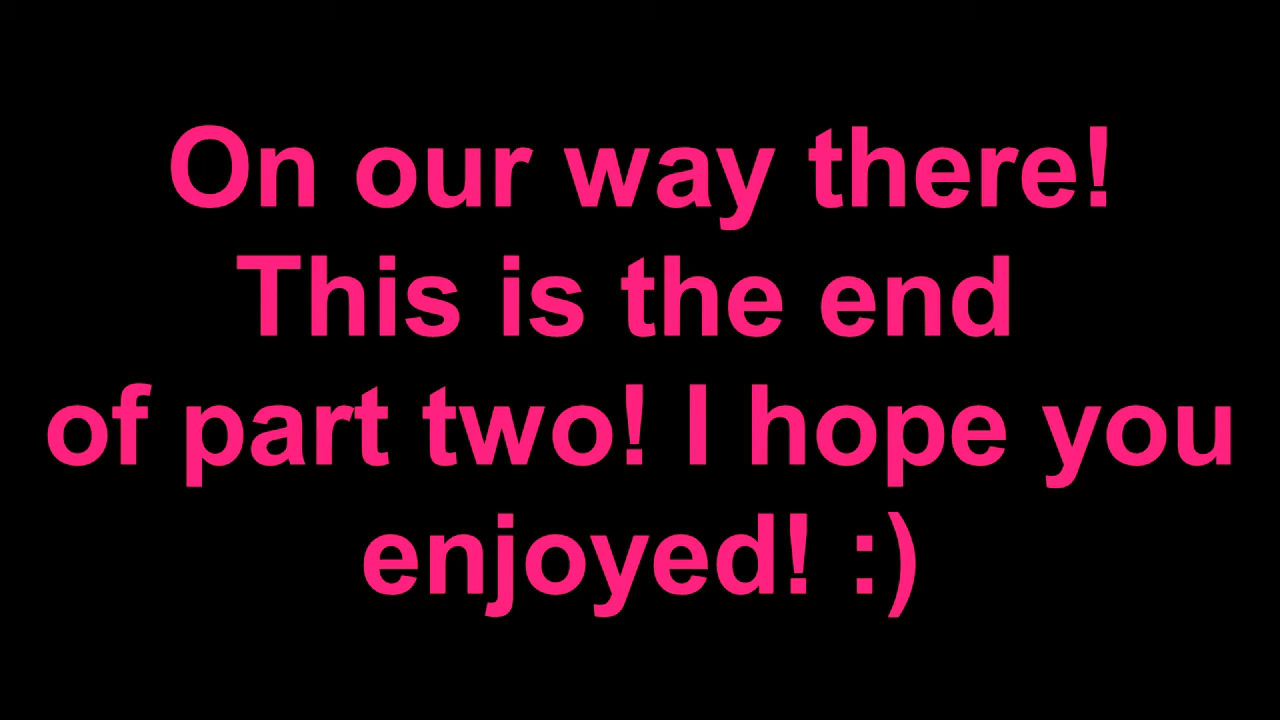 On our way there!
This is the end
of part two! I hope you
enjoyed! :)